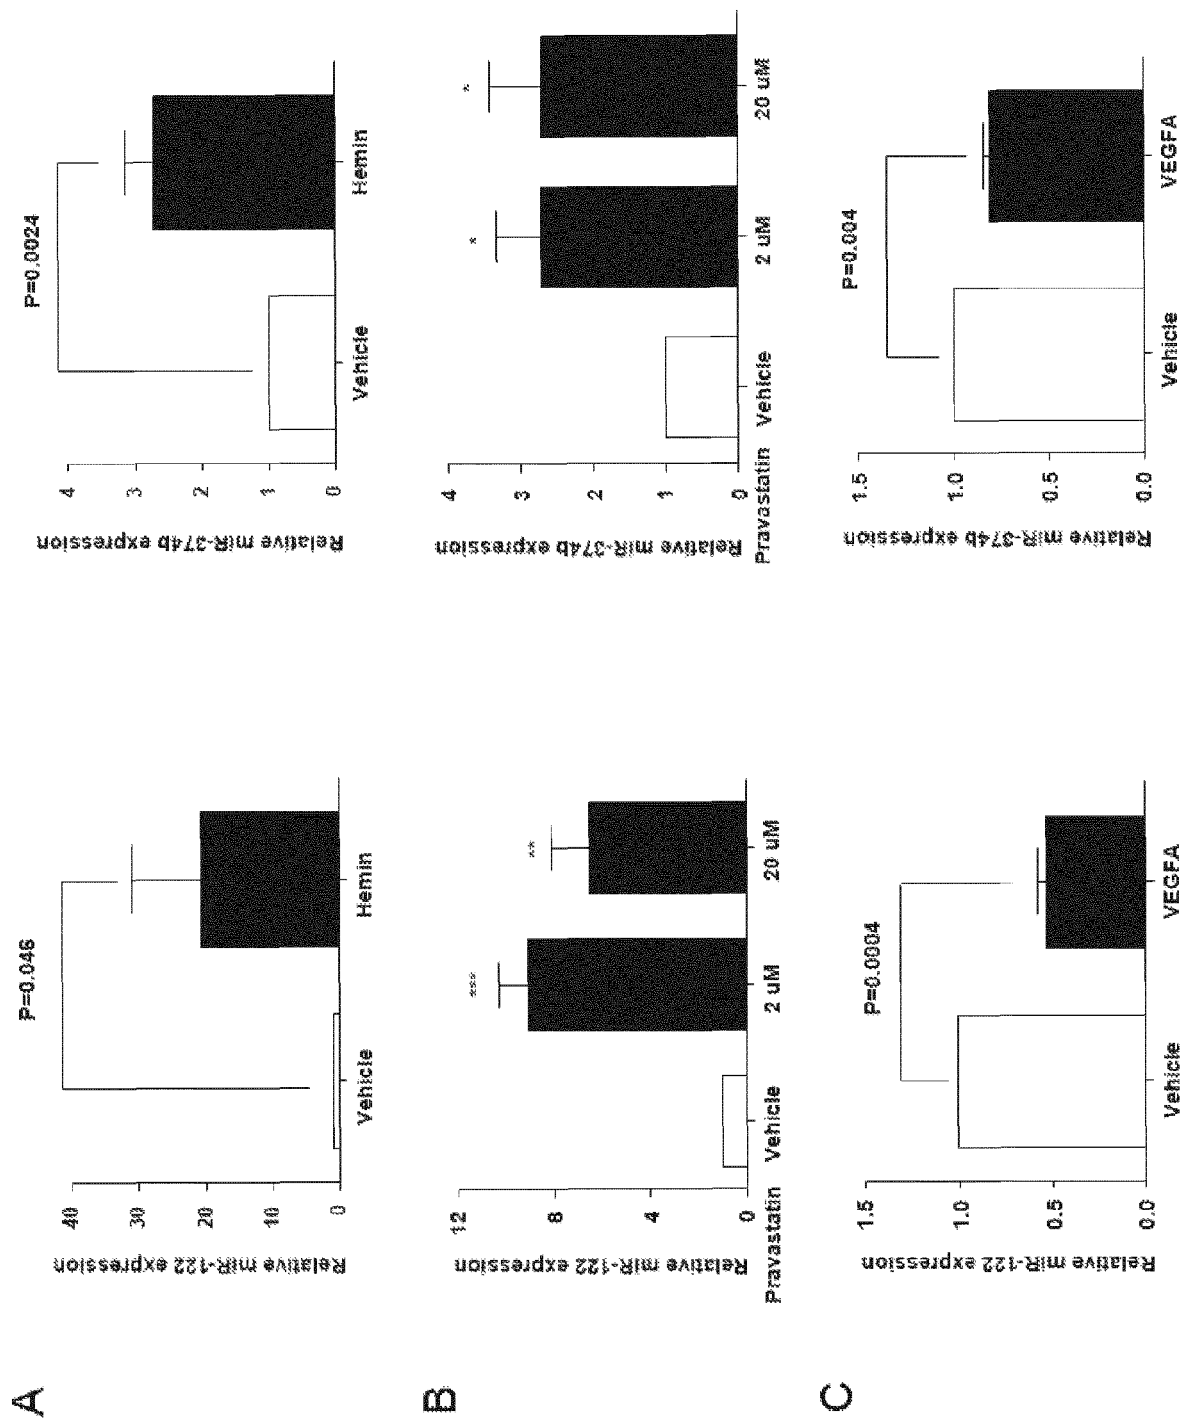 A
Relative miR-122 expression
40
30
20
10
0
P=0.046
Vehicle
Hemin
Relative miR-374b expression
4
3
2
1
0
P=0.0024
Vehicle
Hemin
B
Relative miR-122 expression
12
8
4
0
***
**
Pravastatin
Vehicle
2 uM
20 uM
Relative miR-374b expression
4
3
2
1
0
*
*
Pravastatin
Vehicle
2 uM
20 uM
C
Relative miR-122 expression
1.5
1.0
0.5
0.0
P=0.0004
Vehicle
VEGFA
Relative miR-374b expression
1.5
1.0
0.5
0.0
P=0.004
Vehicle
VEGFA